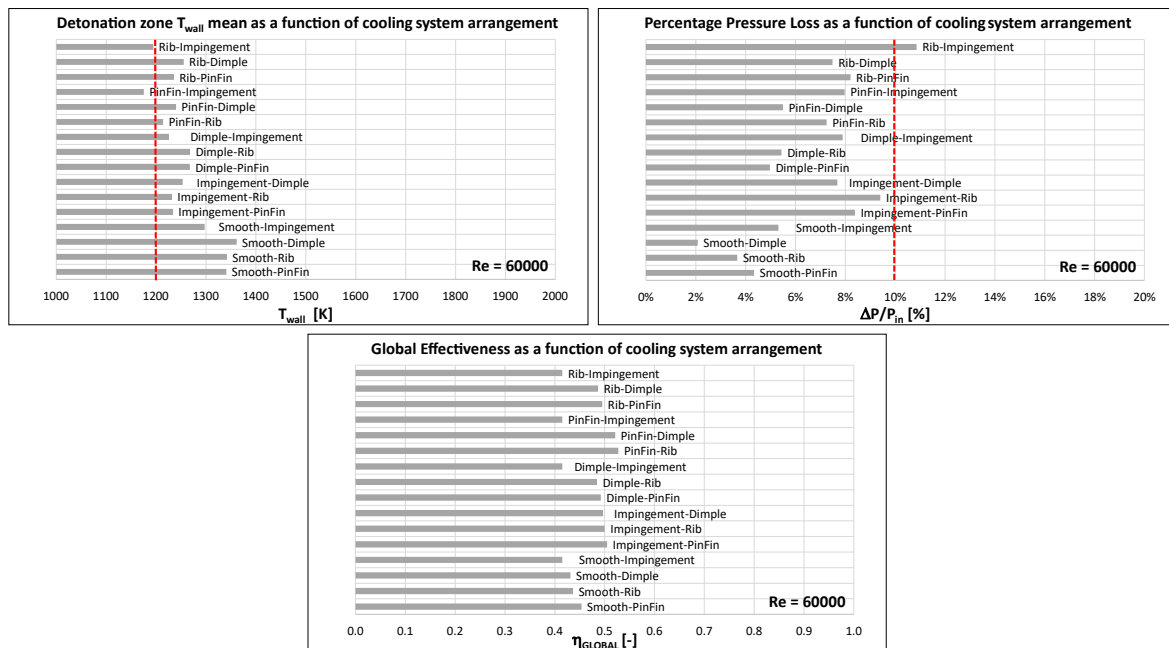 Detonation zone Twall mean as a function of cooling system arrangement
Rib-Impingement
Rib-Dimple
Rib-PinFin
PinFin-Impingement
PinFin-Dimple
PinFin-Rib
Dimple-Impingement
Dimple-Rib
Dimple-PinFin
Impingement-Dimple
Impingement-Rib
Impingement-PinFin
Smooth-Impingement
Smooth-Dimple
Smooth-Rib
Smooth-PinFin
Re = 60000
1000 1200 1300 1400 1600 1700 1800 1900 2000
Twall [K]
Percentage Pressure Loss as a function of cooling system arrangement
Rib-Impingement
Rib-Dimple
Rib-PinFin
PinFin-Impingement
PinFin-Dimple
PinFin-Rib
Dimple-Impingement
Dimple-Rib
Dimple-PinFin
Impingement-Dimple
Impingement-Rib
Impingement-PinFin
Smooth-Impingement
Smooth-Dimple
Smooth-Rib
Smooth-PinFin
Re = 60000
0% 2% 4% 6% 8% 10% 12% 14% 16% 18% 20%
ΔP/Pin [%]
Global Effectiveness as a function of cooling system arrangement
Rib-Impingement
Rib-Dimple
Rib-PinFin
PinFin-Impingement
PinFin-Dimple
PinFin-Rib
Dimple-Impingement
Dimple-Rib
Dimple-PinFin
Impingement-Dimple
Impingement-Rib
Impingement-PinFin
Smooth-Impingement
Smooth-Dimple
Smooth-Rib
Smooth-PinFin
Re = 60000
0.0 0.1 0.2 0.3 0.4 0.5 0.6 0.7 0.8 0.9 1.0
ηGLOBAL [-]